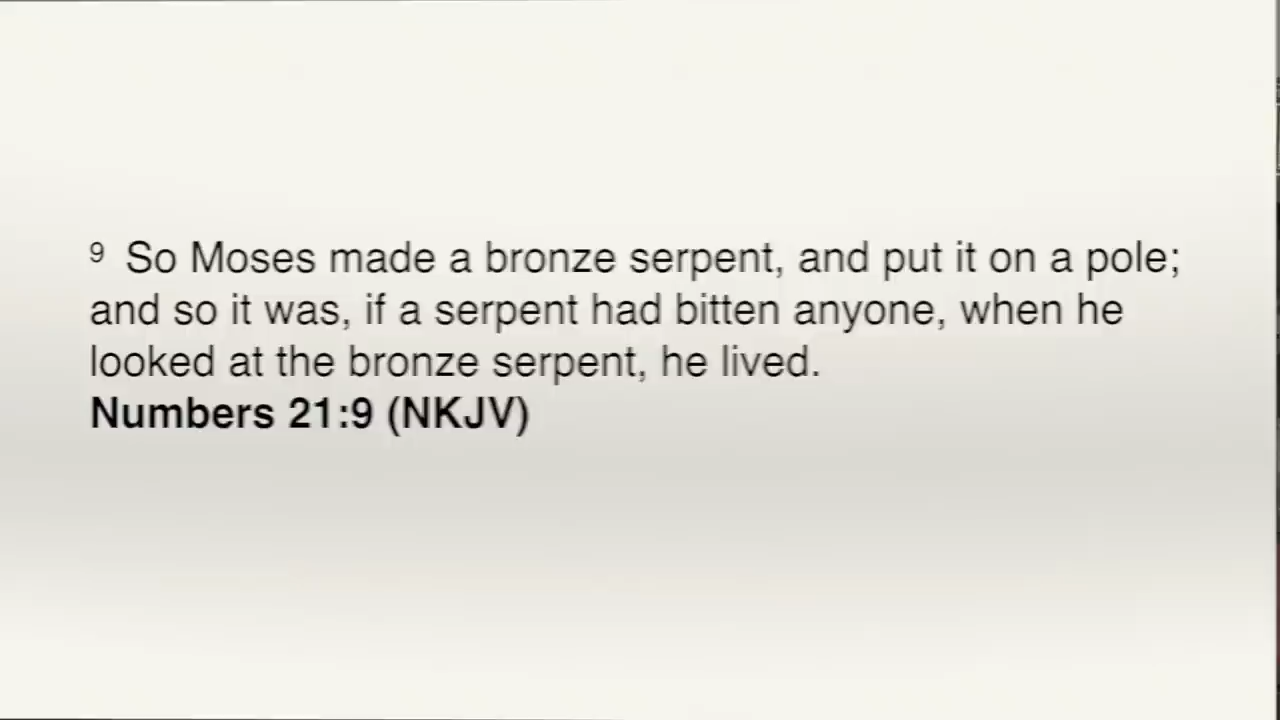 9 So Moses made a bronze serpent, and put it on a pole;
and so it was, if a serpent had bitten anyone, when he
looked at the bronze serpent, he lived.
Numbers 21:9 (NKJV)